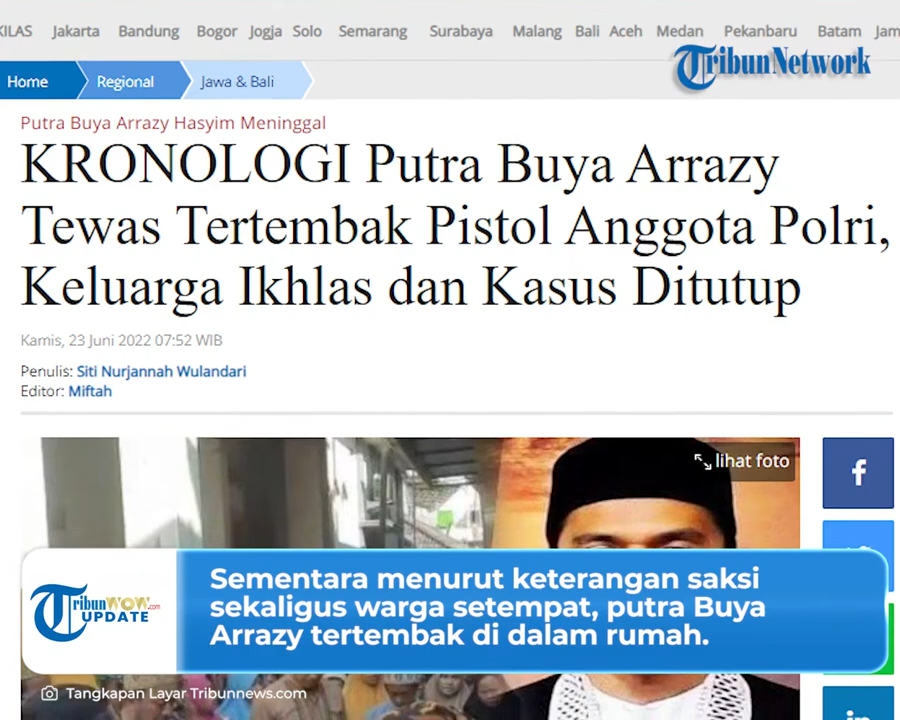 KILAS Jakarta Bandung Bogor Jogja Solo Semarang Surabaya Malang Bali Aceh Medan Pekanbaru Batam Jam
TribunNetwork
Home Regional Jawa & Bali
Putra Buya Arrazy Hasyim Meninggal
KRONOLOGI Putra Buya Arrazy
Tewas Tertembak Pistol Anggota Polri,
Keluarga Ikhlas dan Kasus Ditutup
Kamis, 23 Juni 2022 07:52 WIB
Penulis: Siti Nurjannah Wulandari
Editor: Miftah
lihat foto
f
TribunWOW.com
UPDATE
Sementara menurut keterangan saksi
sekaligus warga setempat, putra Buya
Arrazy tertembak di dalam rumah.
Tangkapan Layar Tribunnews.com
in